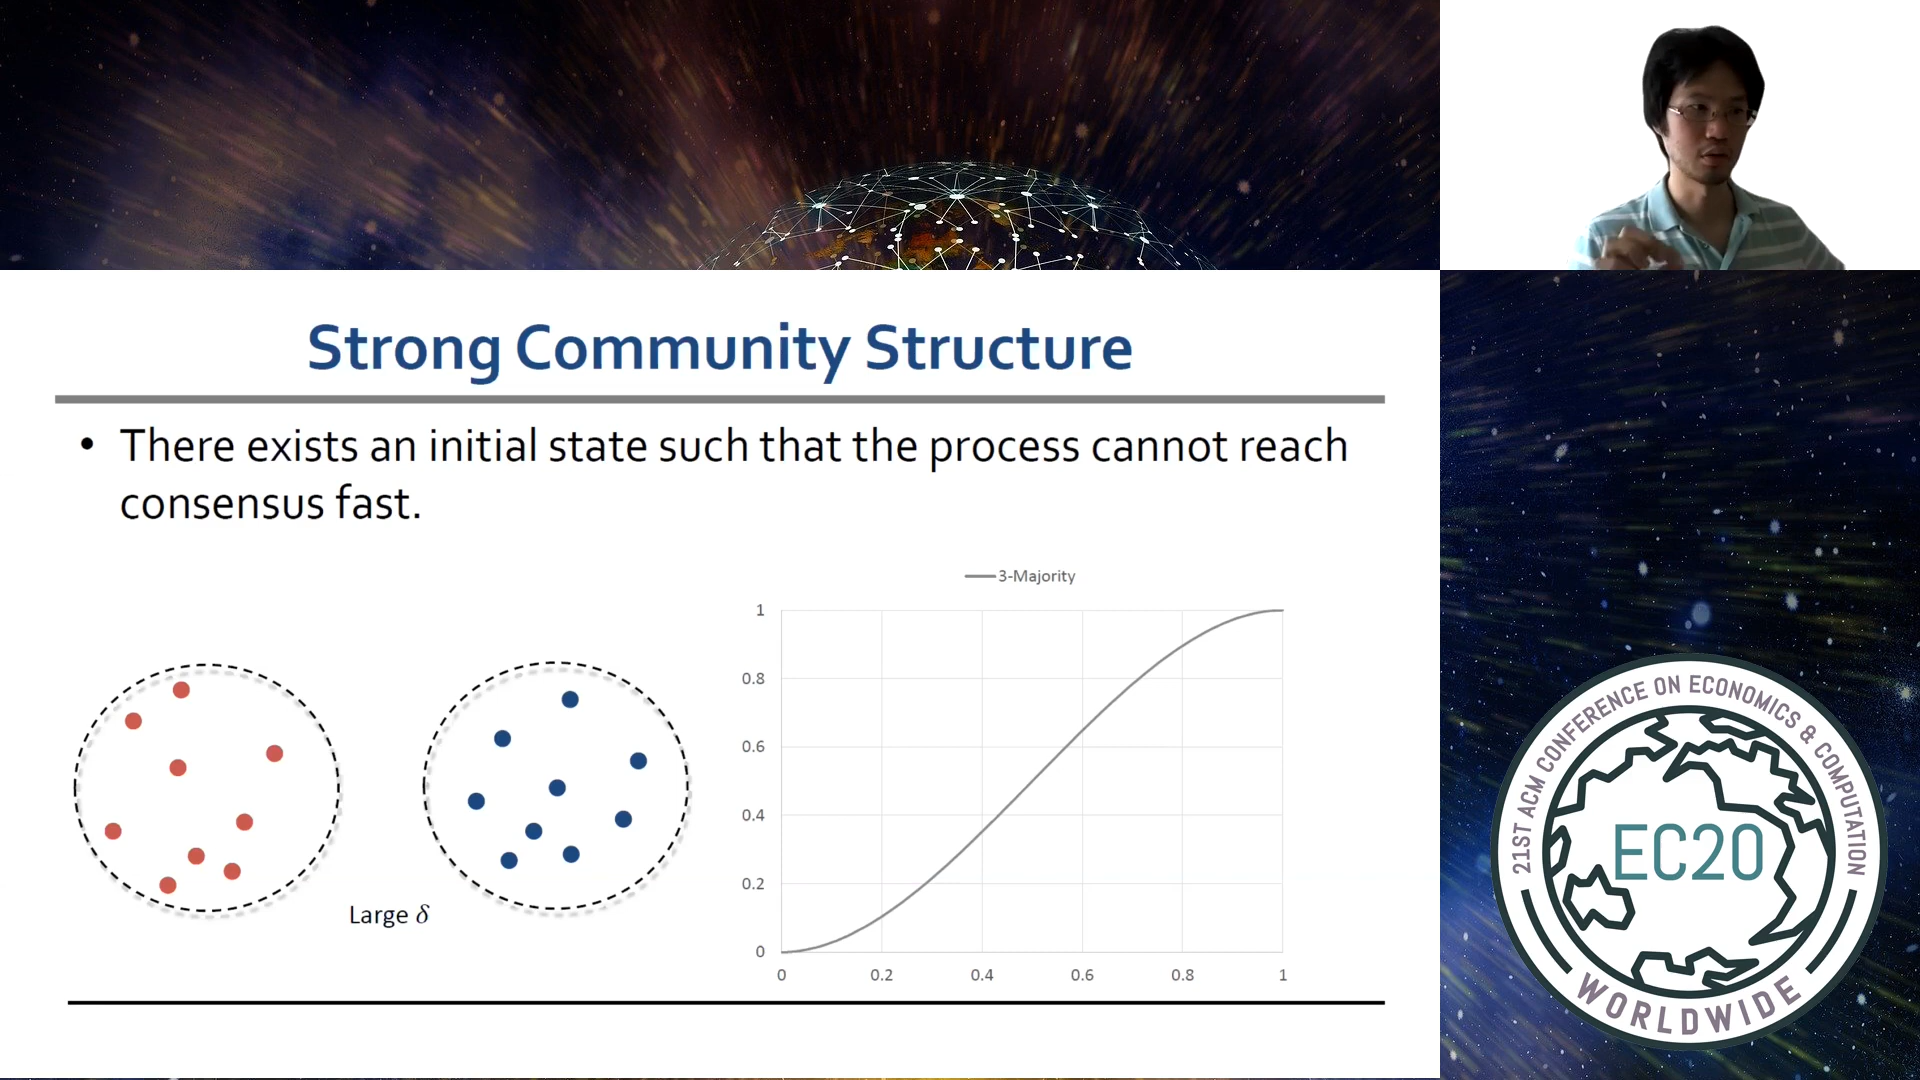 Strong Community Structure
• There exists an initial state such that the process cannot reach
consensus fast.
3-Majority
1
0.8
0.6
0.4
0.2
0
0 0.2 0.4 0.6 0.8 1
Large δ
21ST ACM CONFERENCE ON ECONOMICS & COMPUTATION
EC20
WORLDWIDE